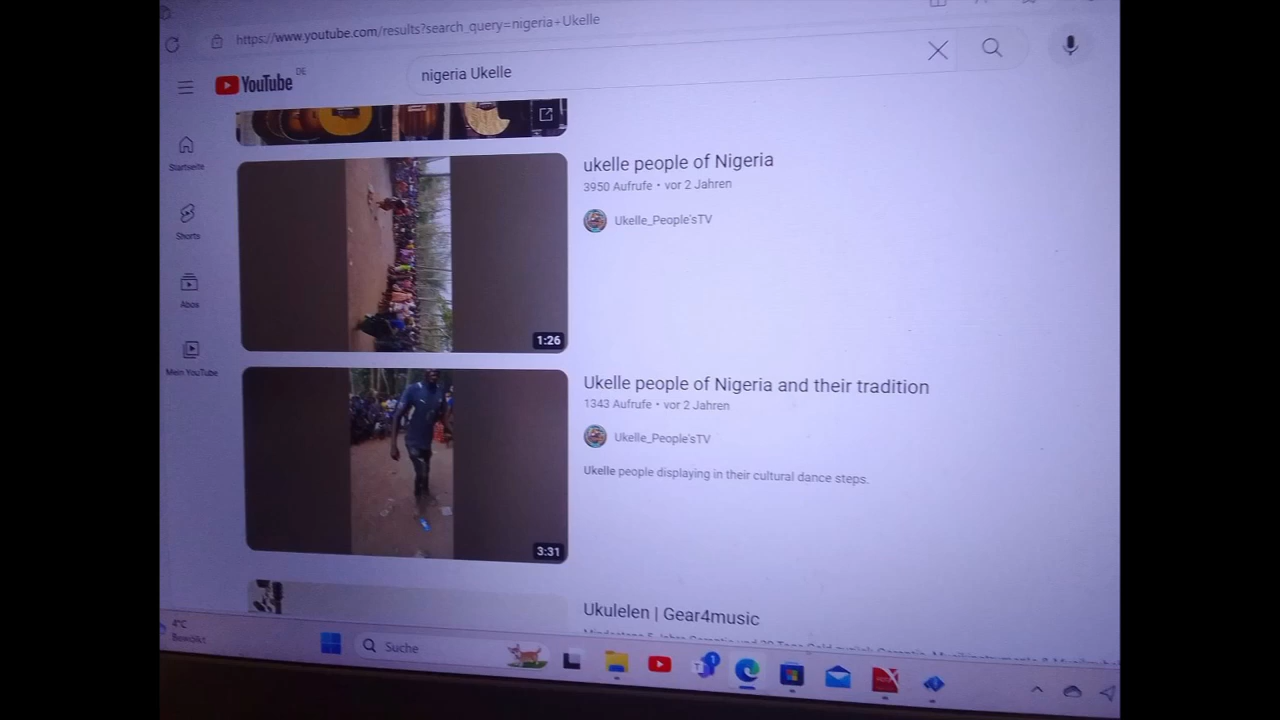 https://www.youtube.com/results?search_query=nigeria+Ukelle
YouTube DE
nigeria Ukelle
Startseite
Shorts
Abos
Mein YouTube
ukelle people of Nigeria
3950 Aufrufe • vor 2 Jahren
Ukelle_People'sTV
1:26
Ukelle people of Nigeria and their tradition
1343 Aufrufe • vor 2 Jahren
Ukelle_People'sTV
Ukelle people displaying in their cultural dance steps.
3:31
Ukulelen | Gear4music
4°C
Bewölkt
Suche
1